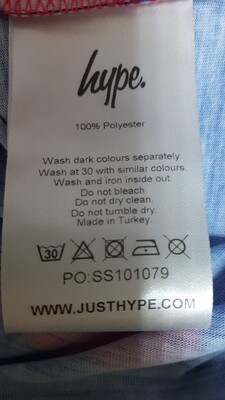 hype.
100% Polyester
Wash dark colours separately
Wash at 30 with similar colours.
Wash and iron inside out.
Do not bleach.
Do not dry clean.
Do not tumble dry.
Made in Turkey.
30
PO:SS101079
WWW.JUSTHYPE.COM